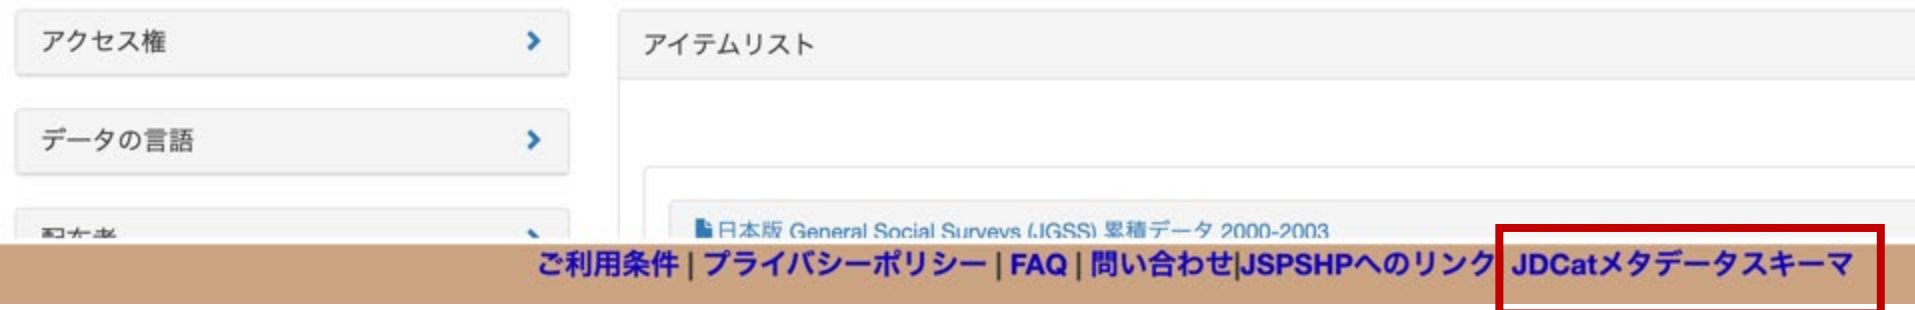 アクセス権
アイテムリスト
データの言語
配布者
日本版 General Social Surveys (JGSS) 累積データ 2000-2003
ご利用条件 | プライバシーポリシー | FAQ | 問い合わせ|JSPSHPへのリンク JDCatメタデータスキーマ